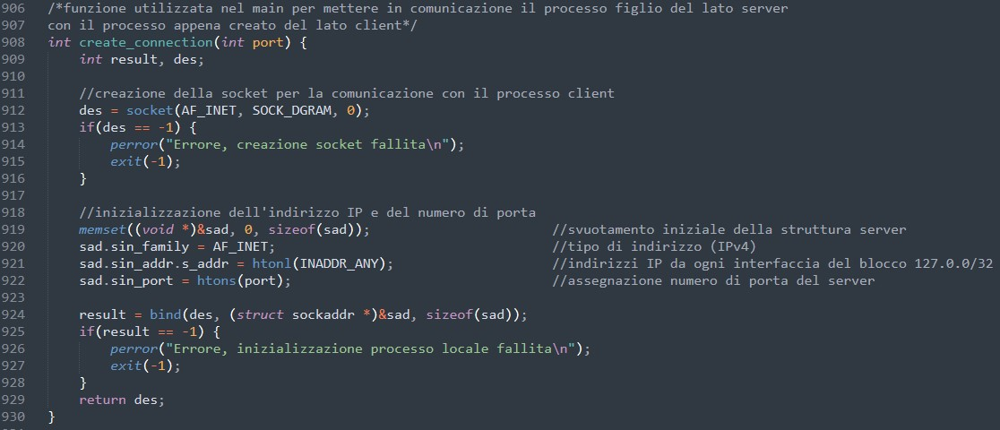 906 /*funzione utilizzata nel main per mettere in comunicazione il processo figlio del lato server
907 con il processo appena creato del lato client*/
908 int create_connection(int port) {
909     int result, des;
910
911     //creazione della socket per la comunicazione con il processo client
912     des = socket(AF_INET, SOCK_DGRAM, 0);
913     if(des == -1) {
914         perror("Errore, creazione socket fallita\n");
915         exit(-1);
916     }
917
918     //inizializzazione dell'indirizzo IP e del numero di porta
919     memset((void *)&sad, 0, sizeof(sad));                       //svuotamento iniziale della struttura server
920     sad.sin_family = AF_INET;                                   //tipo di indirizzo (IPv4)
921     sad.sin_addr.s_addr = htonl(INADDR_ANY);                    //indirizzi IP da ogni interfaccia del blocco 127.0.0/32
922     sad.sin_port = htons(port);                                 //assegnazione numero di porta del server
923
924     result = bind(des, (struct sockaddr *)&sad, sizeof(sad));
925     if(result == -1) {
926         perror("Errore, inizializzazione processo locale fallita\n");
927         exit(-1);
928     }
929     return des;
930 }